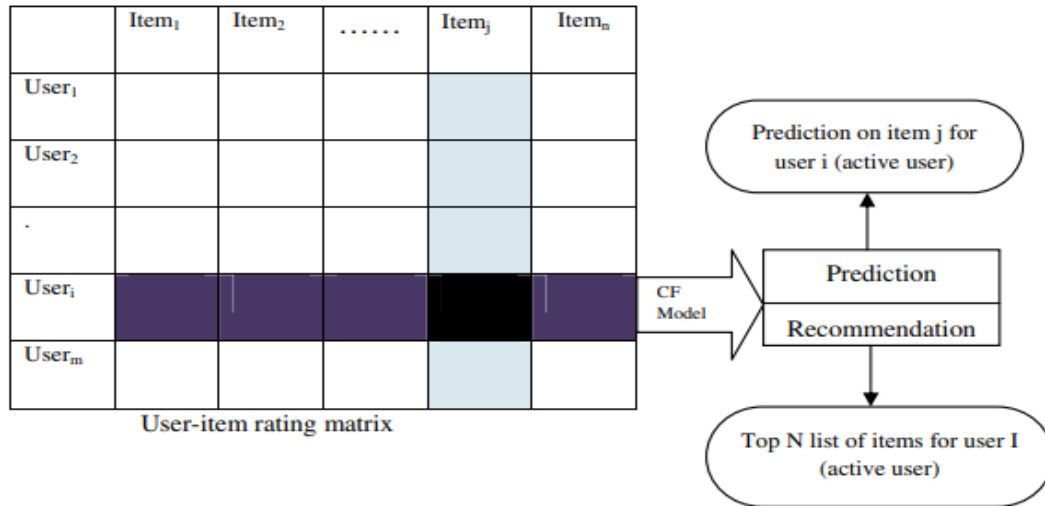 Item₁ Item₂ ...... Itemⱼ Itemₙ
User₁
User₂
.
Userᵢ
Userₘ
User-item rating matrix
CF
Model
Prediction on item j for
user i (active user)
Prediction
Recommendation
Top N list of items for user I
(active user)